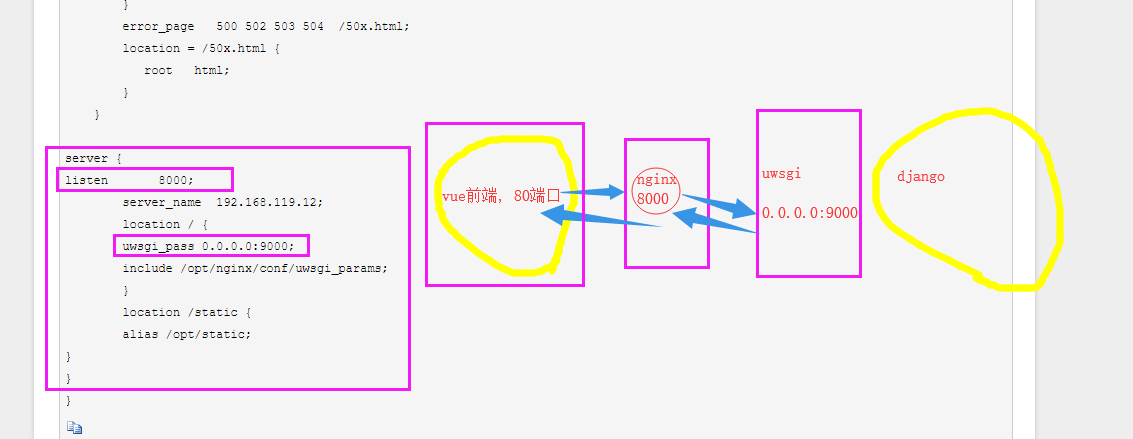 }
error_page   500 502 503 504  /50x.html;
location = /50x.html {
root   html;
}
}
server {
listen       8000;
server_name  192.168.119.12;
location / {
uwsgi_pass 0.0.0.0:9000;
include /opt/nginx/conf/uwsgi_params;
}
location /static {
alias /opt/static;
}
}
}
vue前端，80端口
nginx
8000
uwsgi
0.0.0.0:9000
django